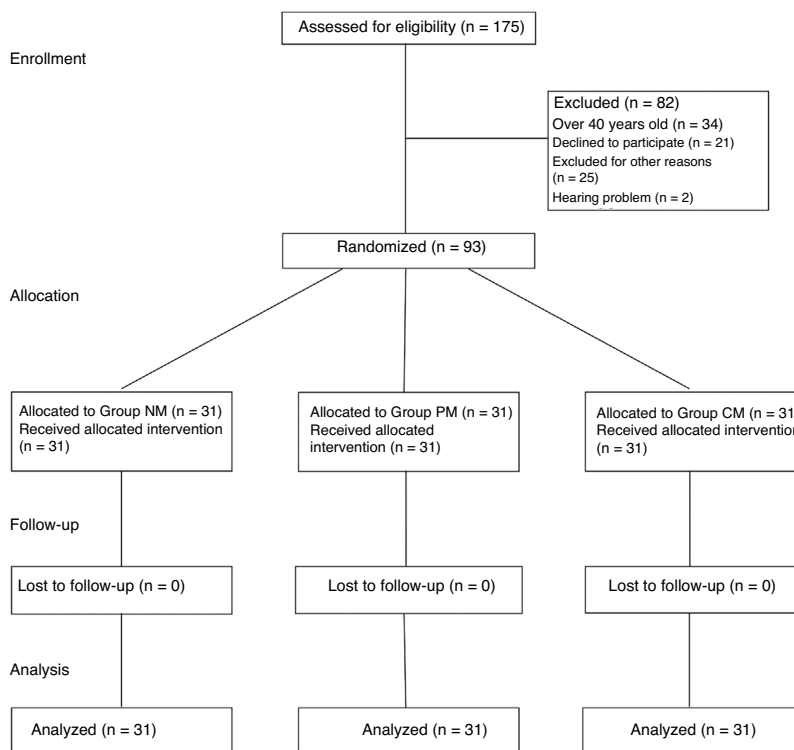 Assessed for eligibility (n = 175)
Enrollment
Excluded (n = 82)
Over 40 years old (n = 34)
Declined to participate (n = 21)
Excluded for other reasons
(n = 25)
Hearing problem (n = 2)
Randomized (n = 93)
Allocation
Allocated to Group NM (n = 31)
Received allocated intervention
(n = 31)
Allocated to Group PM (n = 31)
Received allocated
intervention (n = 31)
Allocated to Group CM (n = 31
Received allocated intervention
(n = 31)
Follow-up
Lost to follow-up (n = 0)
Lost to follow-up (n = 0)
Lost to follow-up (n = 0)
Analysis
Analyzed (n = 31)
Analyzed (n = 31)
Analyzed (n = 31)